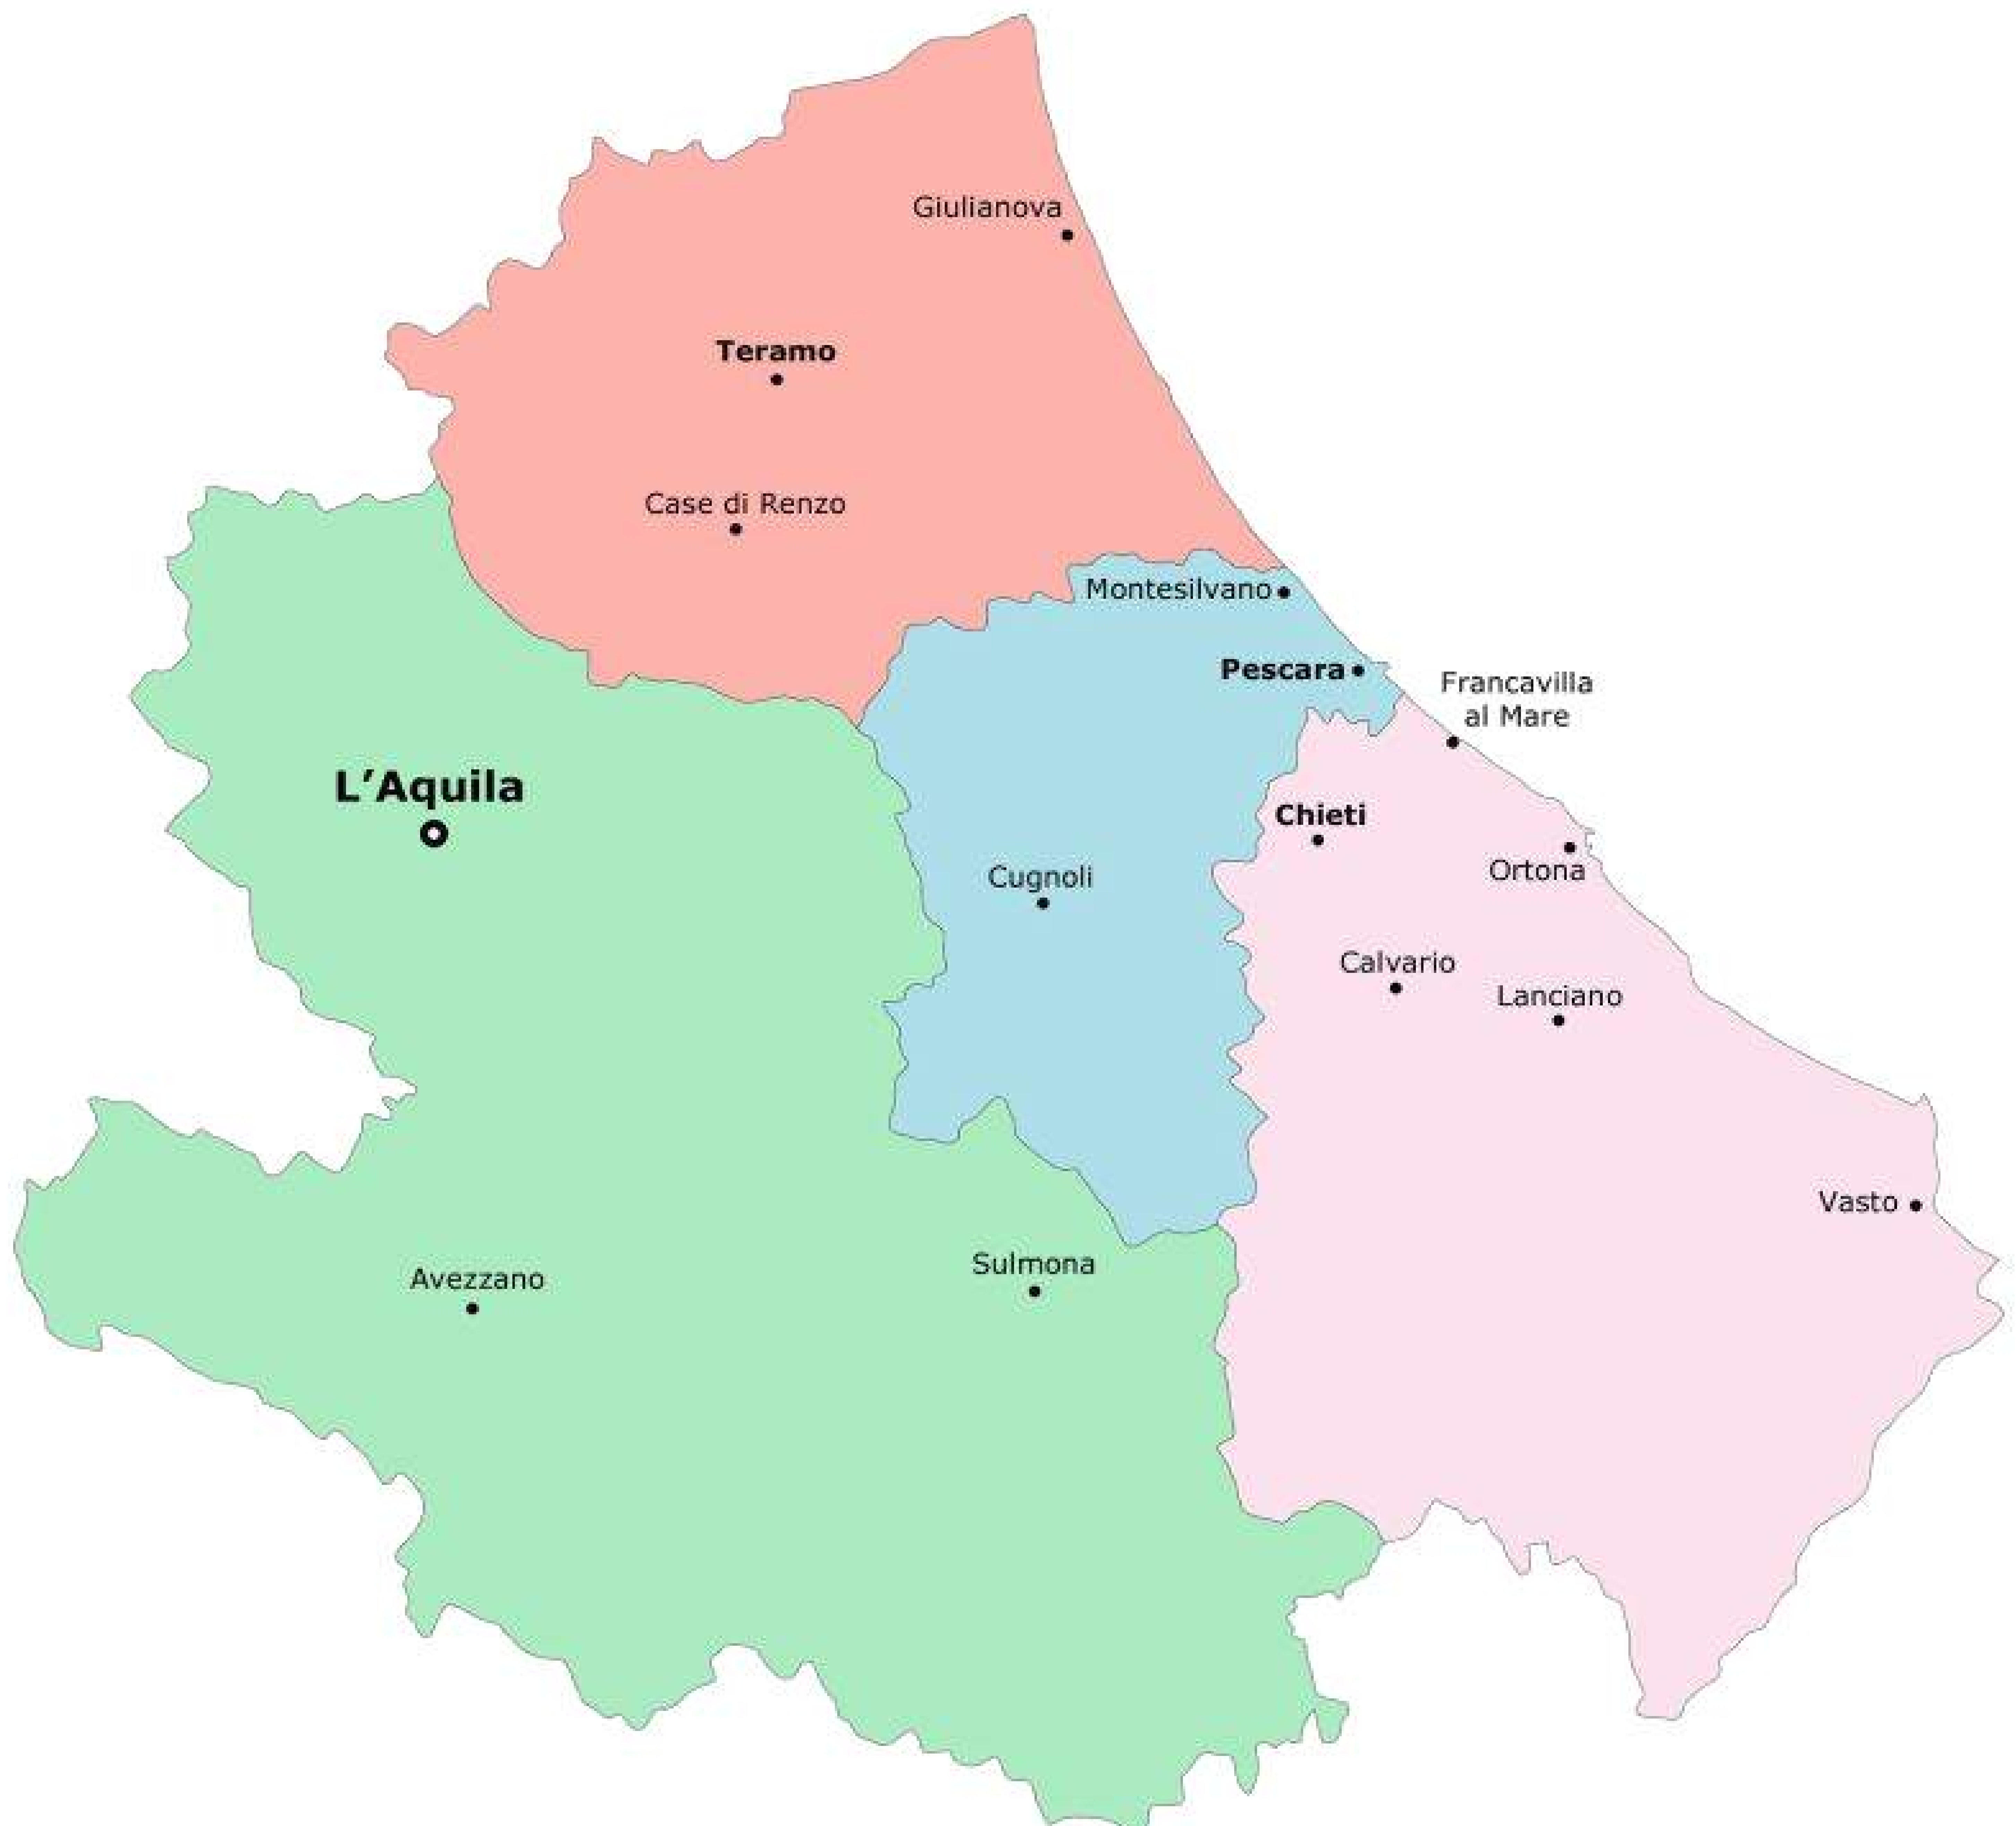 Giulianova
Teramo
Case di Renzo
Montesilvano
Pescara
Francavilla
al Mare
L'Aquila
Chieti
Ortona
Cugnoli
Calvario
Lanciano
Vasto
Sulmona
Avezzano